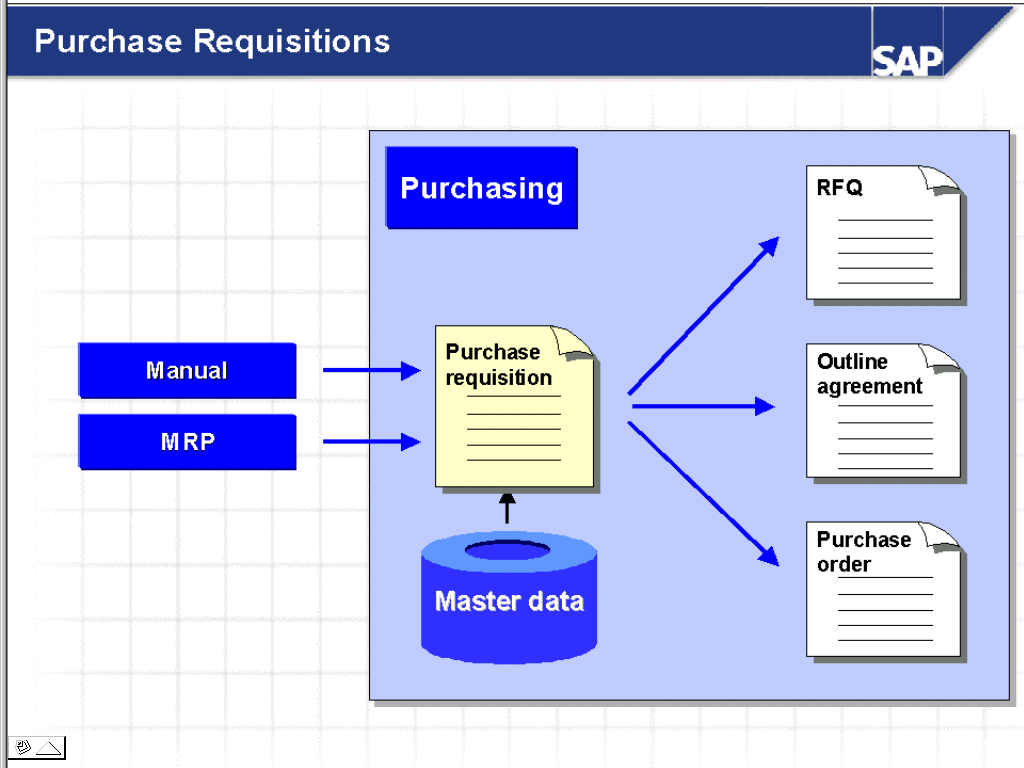 Purchase Requisitions
SAP
Purchasing
RFQ
Manual
MRP
Purchase
requisition
Outline
agreement
Master data
Purchase
order